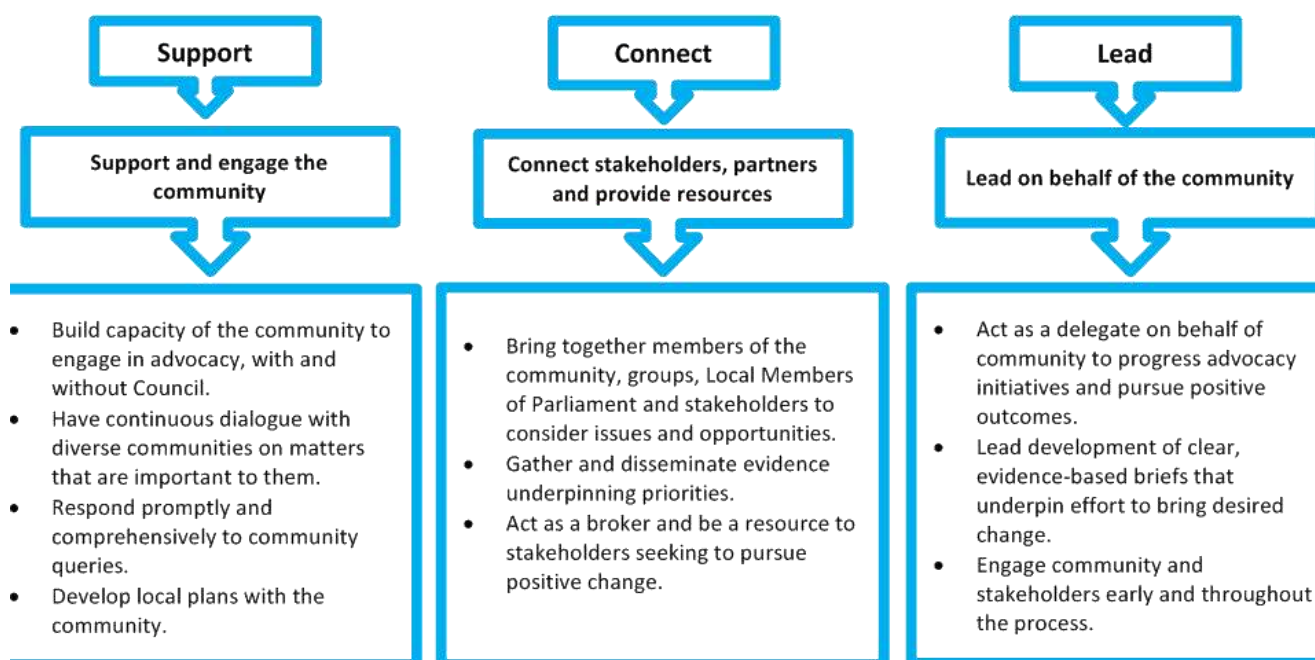 Support
Support and engage the
community
• Build capacity of the community to
engage in advocacy, with and
without Council.
• Have continuous dialogue with
diverse communities on matters
that are important to them.
• Respond promptly and
comprehensively to community
queries.
• Develop local plans with the
community.
Connect
Connect stakeholders, partners
and provide resources
• Bring together members of the
community, groups, Local Members
of Parliament and stakeholders to
consider issues and opportunities.
• Gather and disseminate evidence
underpinning priorities.
• Act as a broker and be a resource to
stakeholders seeking to pursue
positive change.
Lead
Lead on behalf of the community
• Act as a delegate on behalf of
community to progress advocacy
initiatives and pursue positive
outcomes.
• Lead development of clear,
evidence-based briefs that
underpin effort to bring desired
change.
• Engage community and
stakeholders early and throughout
the process.